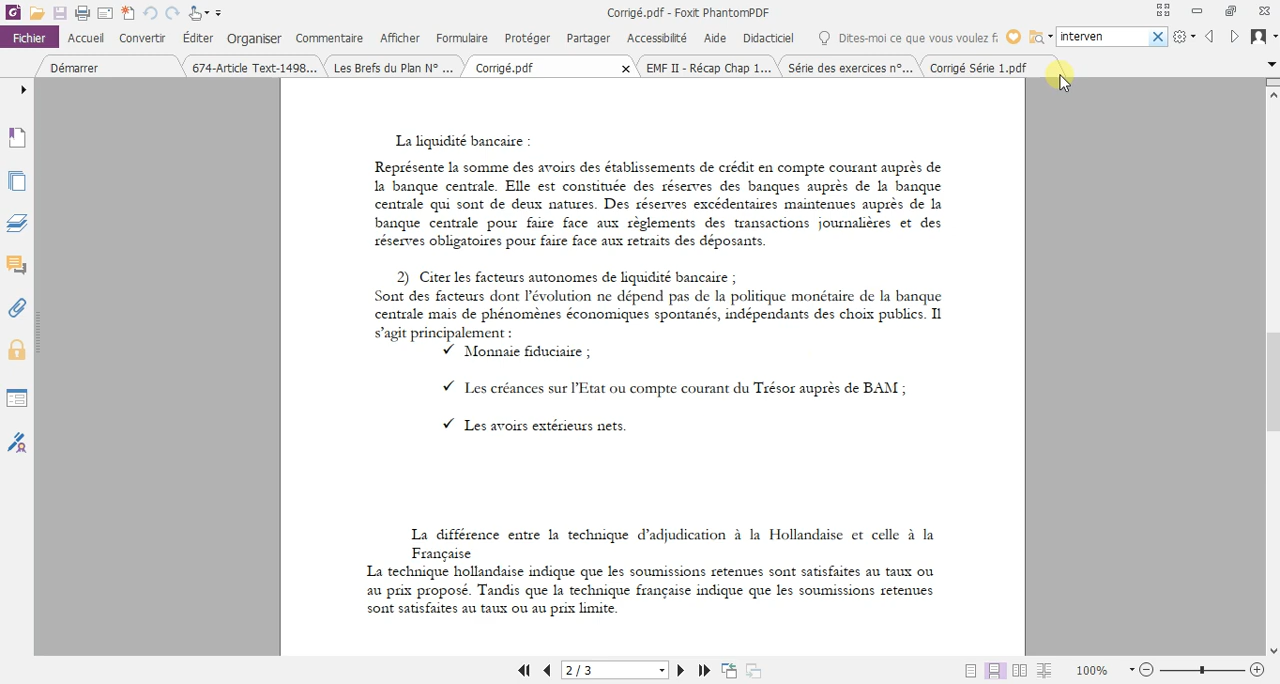 Corrigé.pdf - Foxit PhantomPDF
Fichier Accueil Convertir Éditer Organiser Commentaire Afficher Formulaire Protéger Partager Accessibilité Aide Didacticiel Dites-moi ce que vous voulez f. interven
Démarrer 674-Article Text-1498... Les Brefs du Plan N° ... Corrigé.pdf EMF II - Récap Chap 1... Série des exercices n°... Corrigé Série 1.pdf
La liquidité bancaire :
Représente la somme des avoirs des établissements de crédit en compte courant auprès de
la banque centrale. Elle est constituée des réserves des banques auprès de la banque
centrale qui sont de deux natures. Des réserves excédentaires maintenues auprès de la
banque centrale pour faire face aux règlements des transactions journalières et des
réserves obligatoires pour faire face aux retraits des déposants.
2) Citer les facteurs autonomes de liquidité bancaire ;
Sont des facteurs dont l'évolution ne dépend pas de la politique monétaire de la banque
centrale mais de phénomènes économiques spontanés, indépendants des choix publics. Il
s'agit principalement :
✓ Monnaie fiduciaire ;
✓ Les créances sur l'Etat ou compte courant du Trésor auprès de BAM ;
✓ Les avoirs extérieurs nets.
La différence entre la technique d'adjudication à la Hollandaise et celle à la
Française
La technique hollandaise indique que les soumissions retenues sont satisfaites au taux ou
au prix proposé. Tandis que la technique française indique que les soumissions retenues
sont satisfaites au taux ou au prix limite.
2 / 3 100%